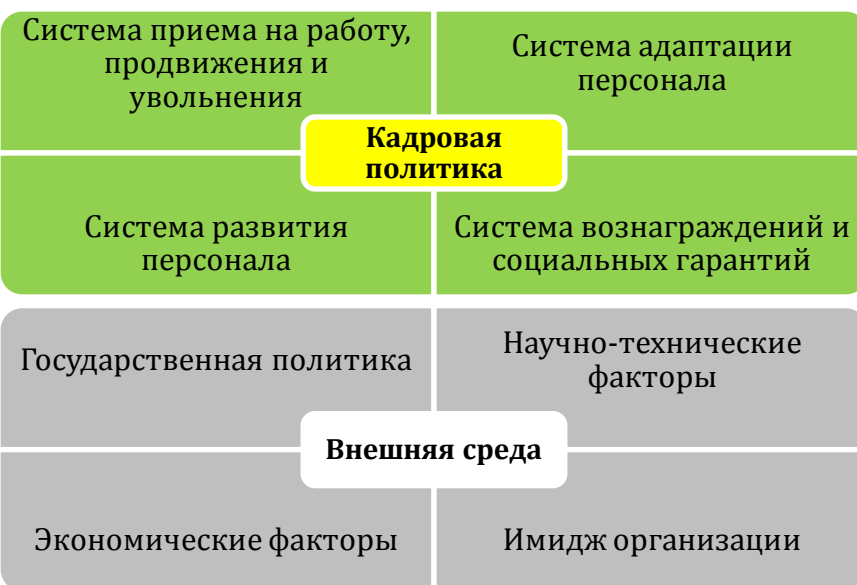 Система приема на работу,
продвижения и
увольнения
Система адаптации
персонала
Кадровая
политика
Система развития
персонала
Система вознаграждений и
социальных гарантий
Государственная политика
Научно-технические
факторы
Внешняя среда
Экономические факторы
Имидж организации